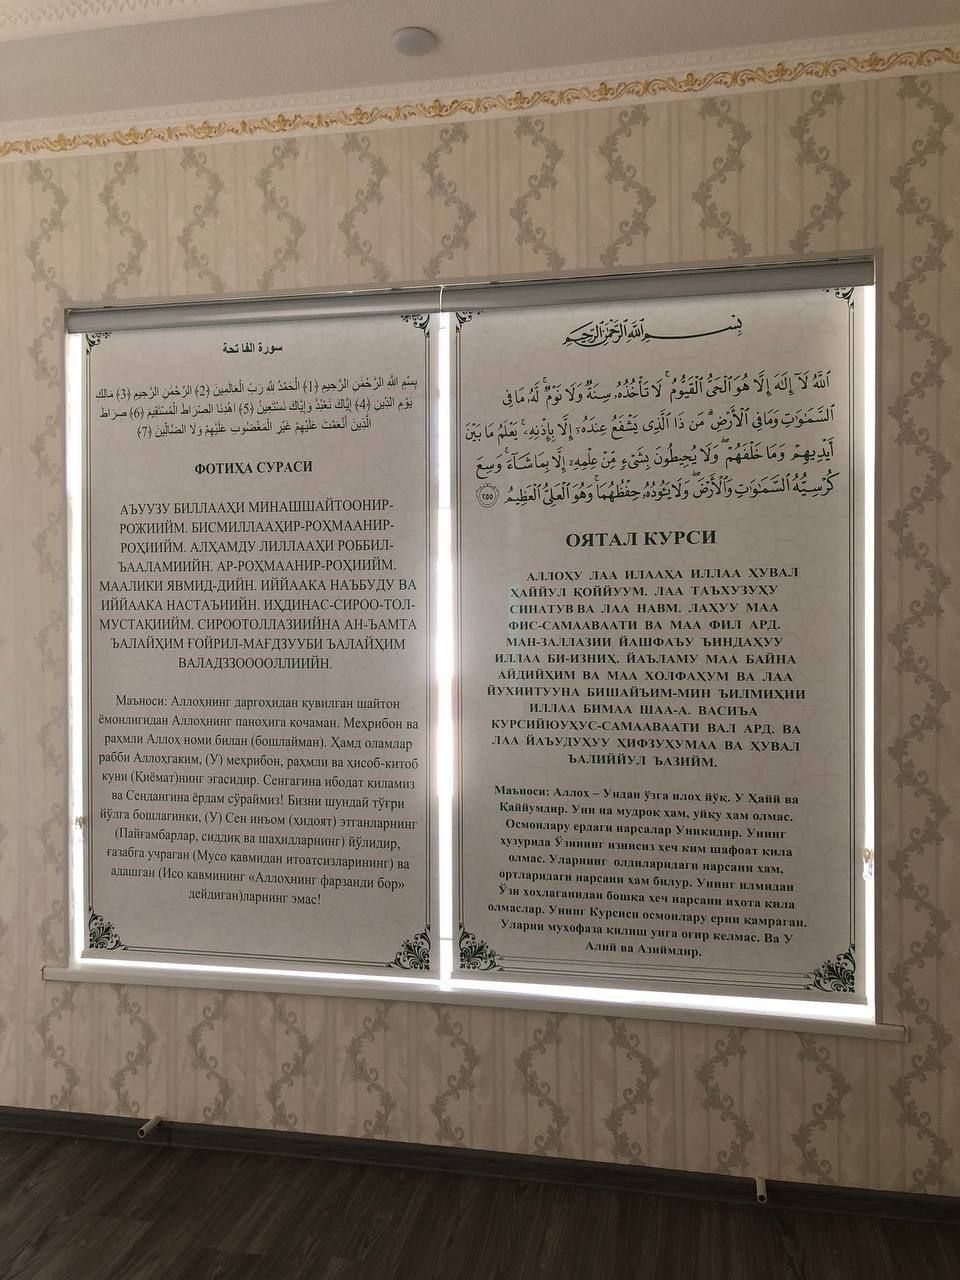 سورة الفاتحة
بِسْمِ اللَّهِ الرَّحْمَٰنِ الرَّحِيمِ (1) الْحَمْدُ لِلَّهِ رَبِّ الْعَالَمِينَ (2) الرَّحْمَٰنِ الرَّحِيمِ (3) مَالِكِ
يَوْمِ الدِّينِ (4) إِيَّاكَ نَعْبُدُ وَإِيَّاكَ نَسْتَعِينُ (5) اهْدِنَا الصِّرَاطَ الْمُسْتَقِيمَ (6) صِرَاطَ
الَّذِينَ أَنْعَمْتَ عَلَيْهِمْ غَيْرِ الْمَغْضُوبِ عَلَيْهِمْ وَلَا الضَّالِّينَ (7)
ФОТИҲА СУРАСИ
АЪУУЗУ БИЛЛААҲИ МИНАШШАЙТООНИР-
РОЖИИЙМ. БИСМИЛЛААҲИР-РОҲМААНИР-
РОҲИИЙМ. АЛҲАМДУ ЛИЛЛААҲИ РОББИЛ-
ЪААЛАМИИЙН. АР-РОҲМААНИР-РОҲИИЙМ.
МААЛИКИ ЯВМИД-ДИЙН. ИЙЙААКА НАЪБУДУ ВА
ИЙЙААКА НАСТАЪИИЙН. ИҲДИНАС-СИРОО-ТОЛ-
МУСТАҚИИЙМ. СИРООТОЛЛАЗИИЙНА АН-ЪАМТА
ЪАЛАЙҲИМ ҒОЙРИЛ-МАҒДЗУУБИ ЪАЛАЙҲИМ
ВАЛАДЗЗООООЛЛИИЙН.
Маъноси: Аллоҳнинг даргоҳидан қувилган шайтон
ёмонлигидан Аллоҳнинг паноҳига қочаман. Меҳрибон ва
раҳмли Аллоҳ номи билан (бошлайман). Ҳамд оламлар
рабби Аллоҳгаким, (У) меҳрибон, раҳмли ва ҳисоб-китоб
куни (Қиёмат)нинг эгасидир. Сенгагина ибодат қиламиз
ва Сендангина ёрдам сўраймиз! Бизни шундай тўғри
йўлга бошлагинки, (У) Сен инъом (ҳидоят) этганларнинг
(Пайғамбарлар, сиддиқ ва шаҳидларнинг) йўлидир,
ғазабга учраган (Мусо қавмидан итоатсизларининг) ва
адашган (Исо қавмининг «Аллоҳнинг фарзанди бор»
дейдиган)ларнинг эмас!
بِسْمِ اللَّهِ الرَّحْمَٰنِ الرَّحِيمِ
اللَّهُ لَآ إِلَٰهَ إِلَّا هُوَ الْحَيُّ الْقَيُّومُ ۚ لَا تَأْخُذُهُۥ سِنَةٌ وَلَا نَوْمٌ ۚ لَّهُۥ مَا فِي
السَّمَٰوَٰتِ وَمَا فِي الْأَرْضِ ۗ مَن ذَا الَّذِي يَشْفَعُ عِندَهُۥٓ إِلَّا بِإِذْنِهِۦ ۚ يَعْلَمُ مَا بَيْنَ
أَيْدِيهِمْ وَمَا خَلْفَهُمْ ۖ وَلَا يُحِيطُونَ بِشَيْءٍ مِّنْ عِلْمِهِۦٓ إِلَّا بِمَا شَآءَ ۚ وَسِعَ
كُرْسِيُّهُ السَّمَٰوَٰتِ وَالْأَرْضَ ۖ وَلَا يَـُٔودُهُۥ حِفْظُهُمَا ۚ وَهُوَ الْعَلِيُّ الْعَظِيمُ ٢٥٥
ОЯТАЛ КУРСИ
АЛЛОҲУ ЛАА ИЛААҲА ИЛЛАА ҲУВАЛ
ҲАЙЙУЛ ҚОЙЙУУМ. ЛАА ТАЪХУЗУҲУ
СИНАТУВ ВА ЛАА НАВМ. ЛАҲУУ МАА
ФИС-САМААВААТИ ВА МАА ФИЛ АРД.
МАН-ЗАЛЛАЗИИ ЙАШФАЪУ ЪИНДАҲУУ
ИЛЛАА БИ-ИЗНИҲ. ЙАЪЛАМУ МАА БАЙНА
АЙДИЙҲИМ ВА МАА ХОЛФАҲУМ ВА ЛАА
ЙУХИИТУУНА БИШАЙЪИМ-МИН ЪИЛМИҲИИ
ИЛЛАА БИМАА ШАА-А. ВАСИЪА
КУРСИЙЮУҲУС-САМААВААТИ ВАЛ АРД. ВА
ЛАА ЙАЪУДУҲУУ ҲИФЗУҲУМАА ВА ҲУВАЛ
ЪАЛИЙЙУЛ ЪАЗИЙМ.
Маъноси: Аллоҳ – Ундан ўзга илоҳ йўқ. У Ҳайй ва
Қаййумдир. Уни на мудроқ ҳам, уйқу ҳам олмас.
Осмонлару ердаги нарсалар Уникидир. Унинг
ҳузурида Ўзининг изнисиз ҳеч ким шафоат қила
олмас. Уларнинг олдиларидаги нарсани ҳам,
ортларидаги нарсани ҳам билур. Унинг илмидан
Ўзи хоҳлаганидан бошқа ҳеч нарсани иҳота қила
олмаслар. Унинг Курсиси осмонлару ерни қамраган.
Уларни муҳофаза қилиш унга оғир келмас. Ва У
Алий ва Азиймдир.